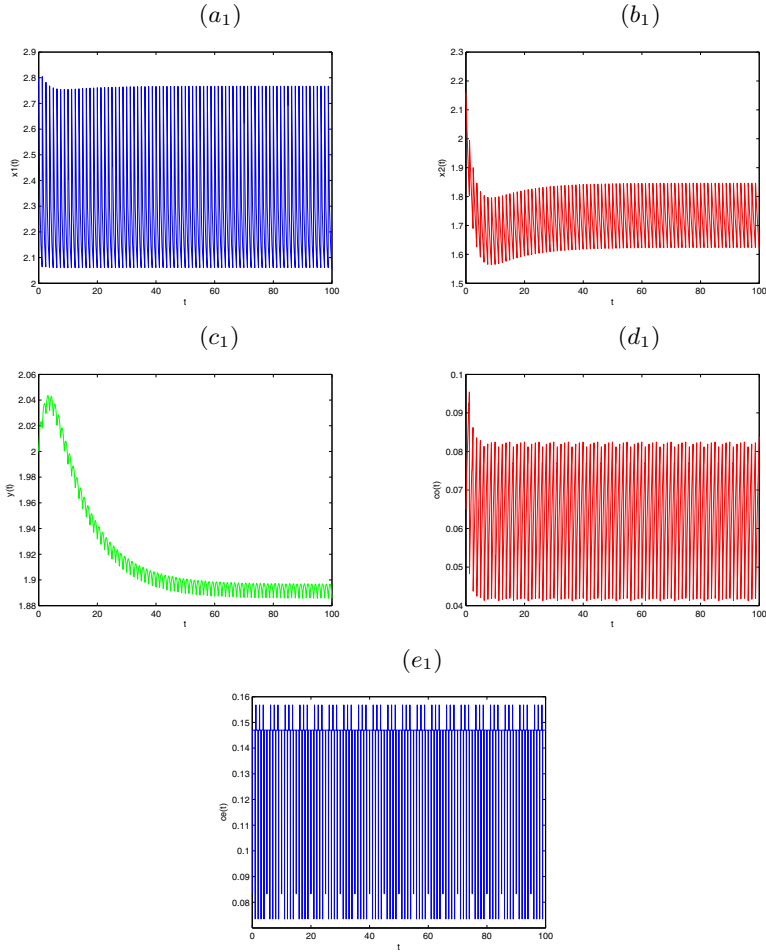 (a₁) (b₁)
2.9
2.8
2.7
2.6
2.5
2.4
2.3
2.2
2.1
2
x1(t)
0 20 40 60 80 100
t
2.3
2.2
2.1
2
1.9
1.8
1.7
1.6
1.5
x2(t)
0 20 40 60 80 100
t
(c₁) (d₁)
2.06
2.04
2.02
2
1.98
1.96
1.94
1.92
1.9
1.88
y(t)
0 20 40 60 80 100
t
0.1
0.09
0.08
0.07
0.06
0.05
0.04
co(t)
0 20 40 60 80 100
t
(e₁)
0.16
0.15
0.14
0.13
0.12
0.11
0.1
0.09
0.08
ce(t)
0 20 40 60 80 100
t